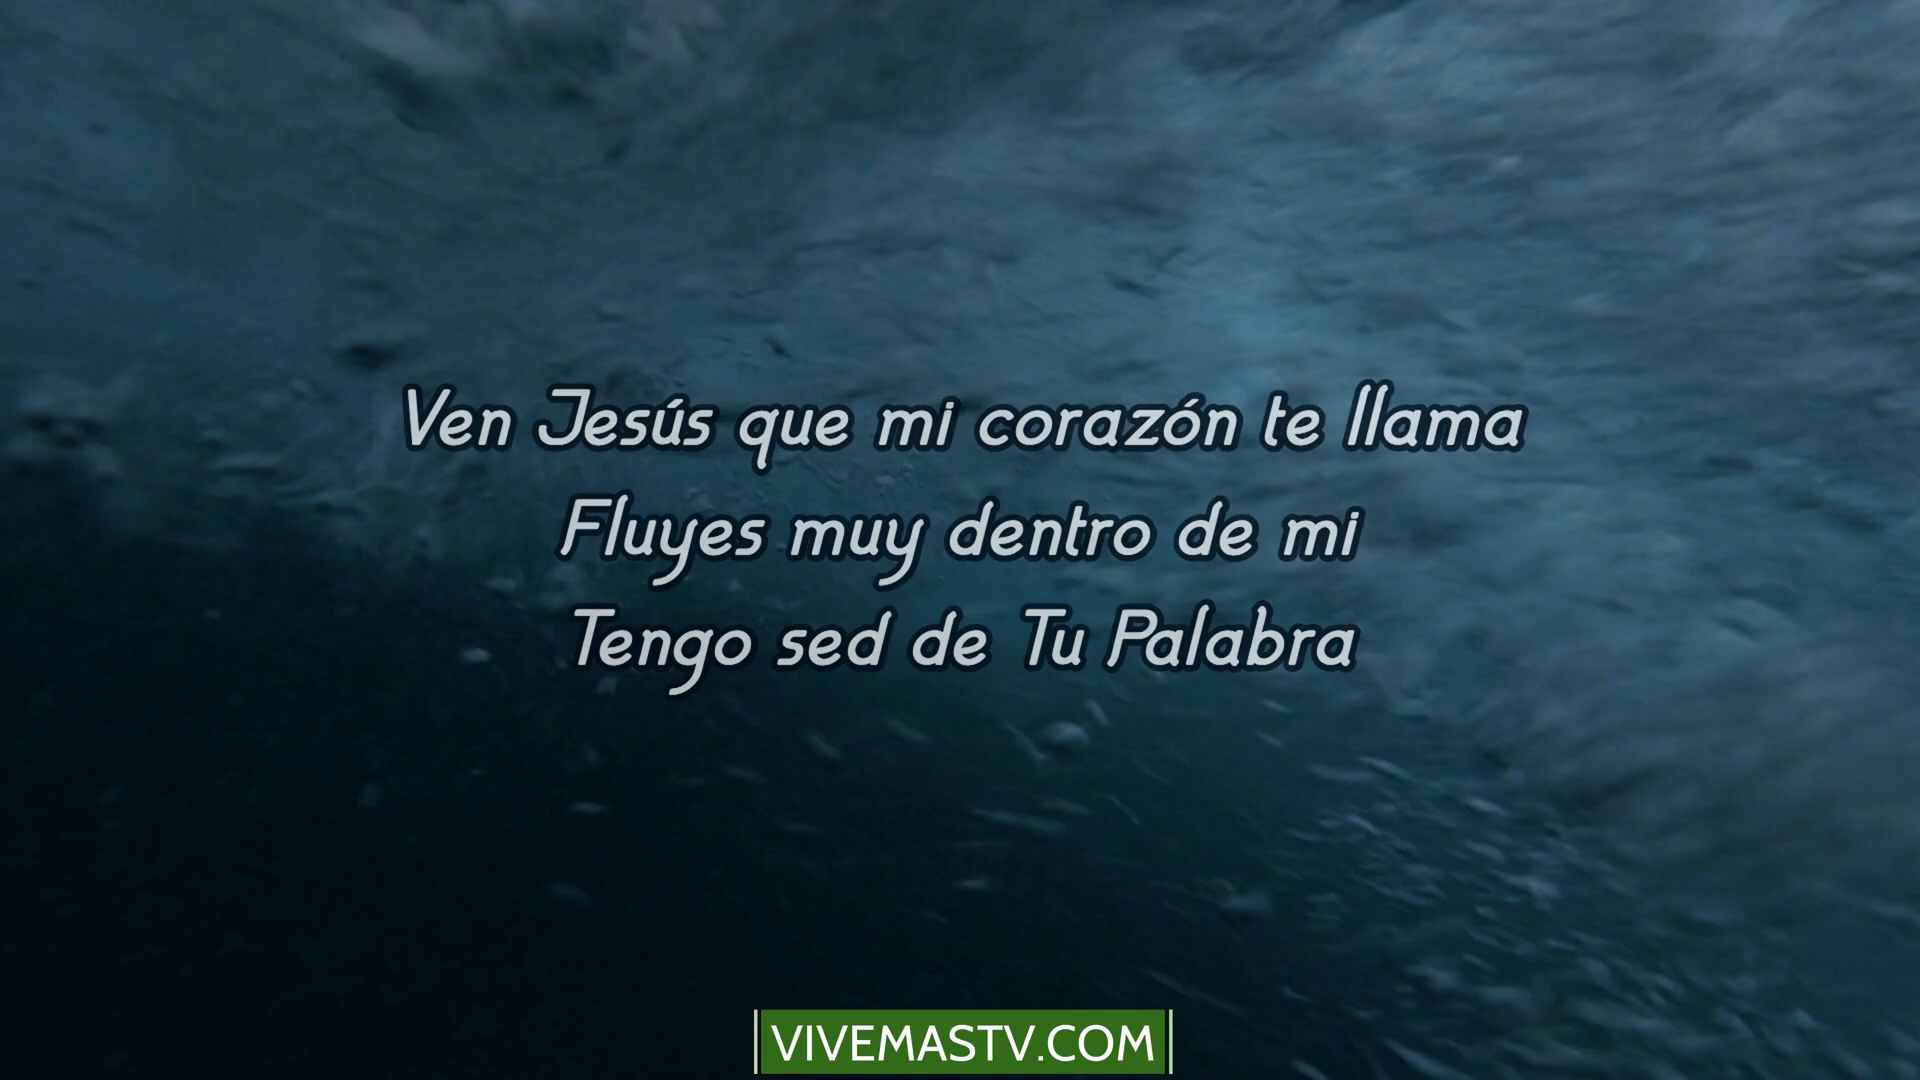 Ven Jesús que mi corazón te llama
Fluyes muy dentro de mi
Tengo sed de Tu Palabra
VIVEMASTV.COM